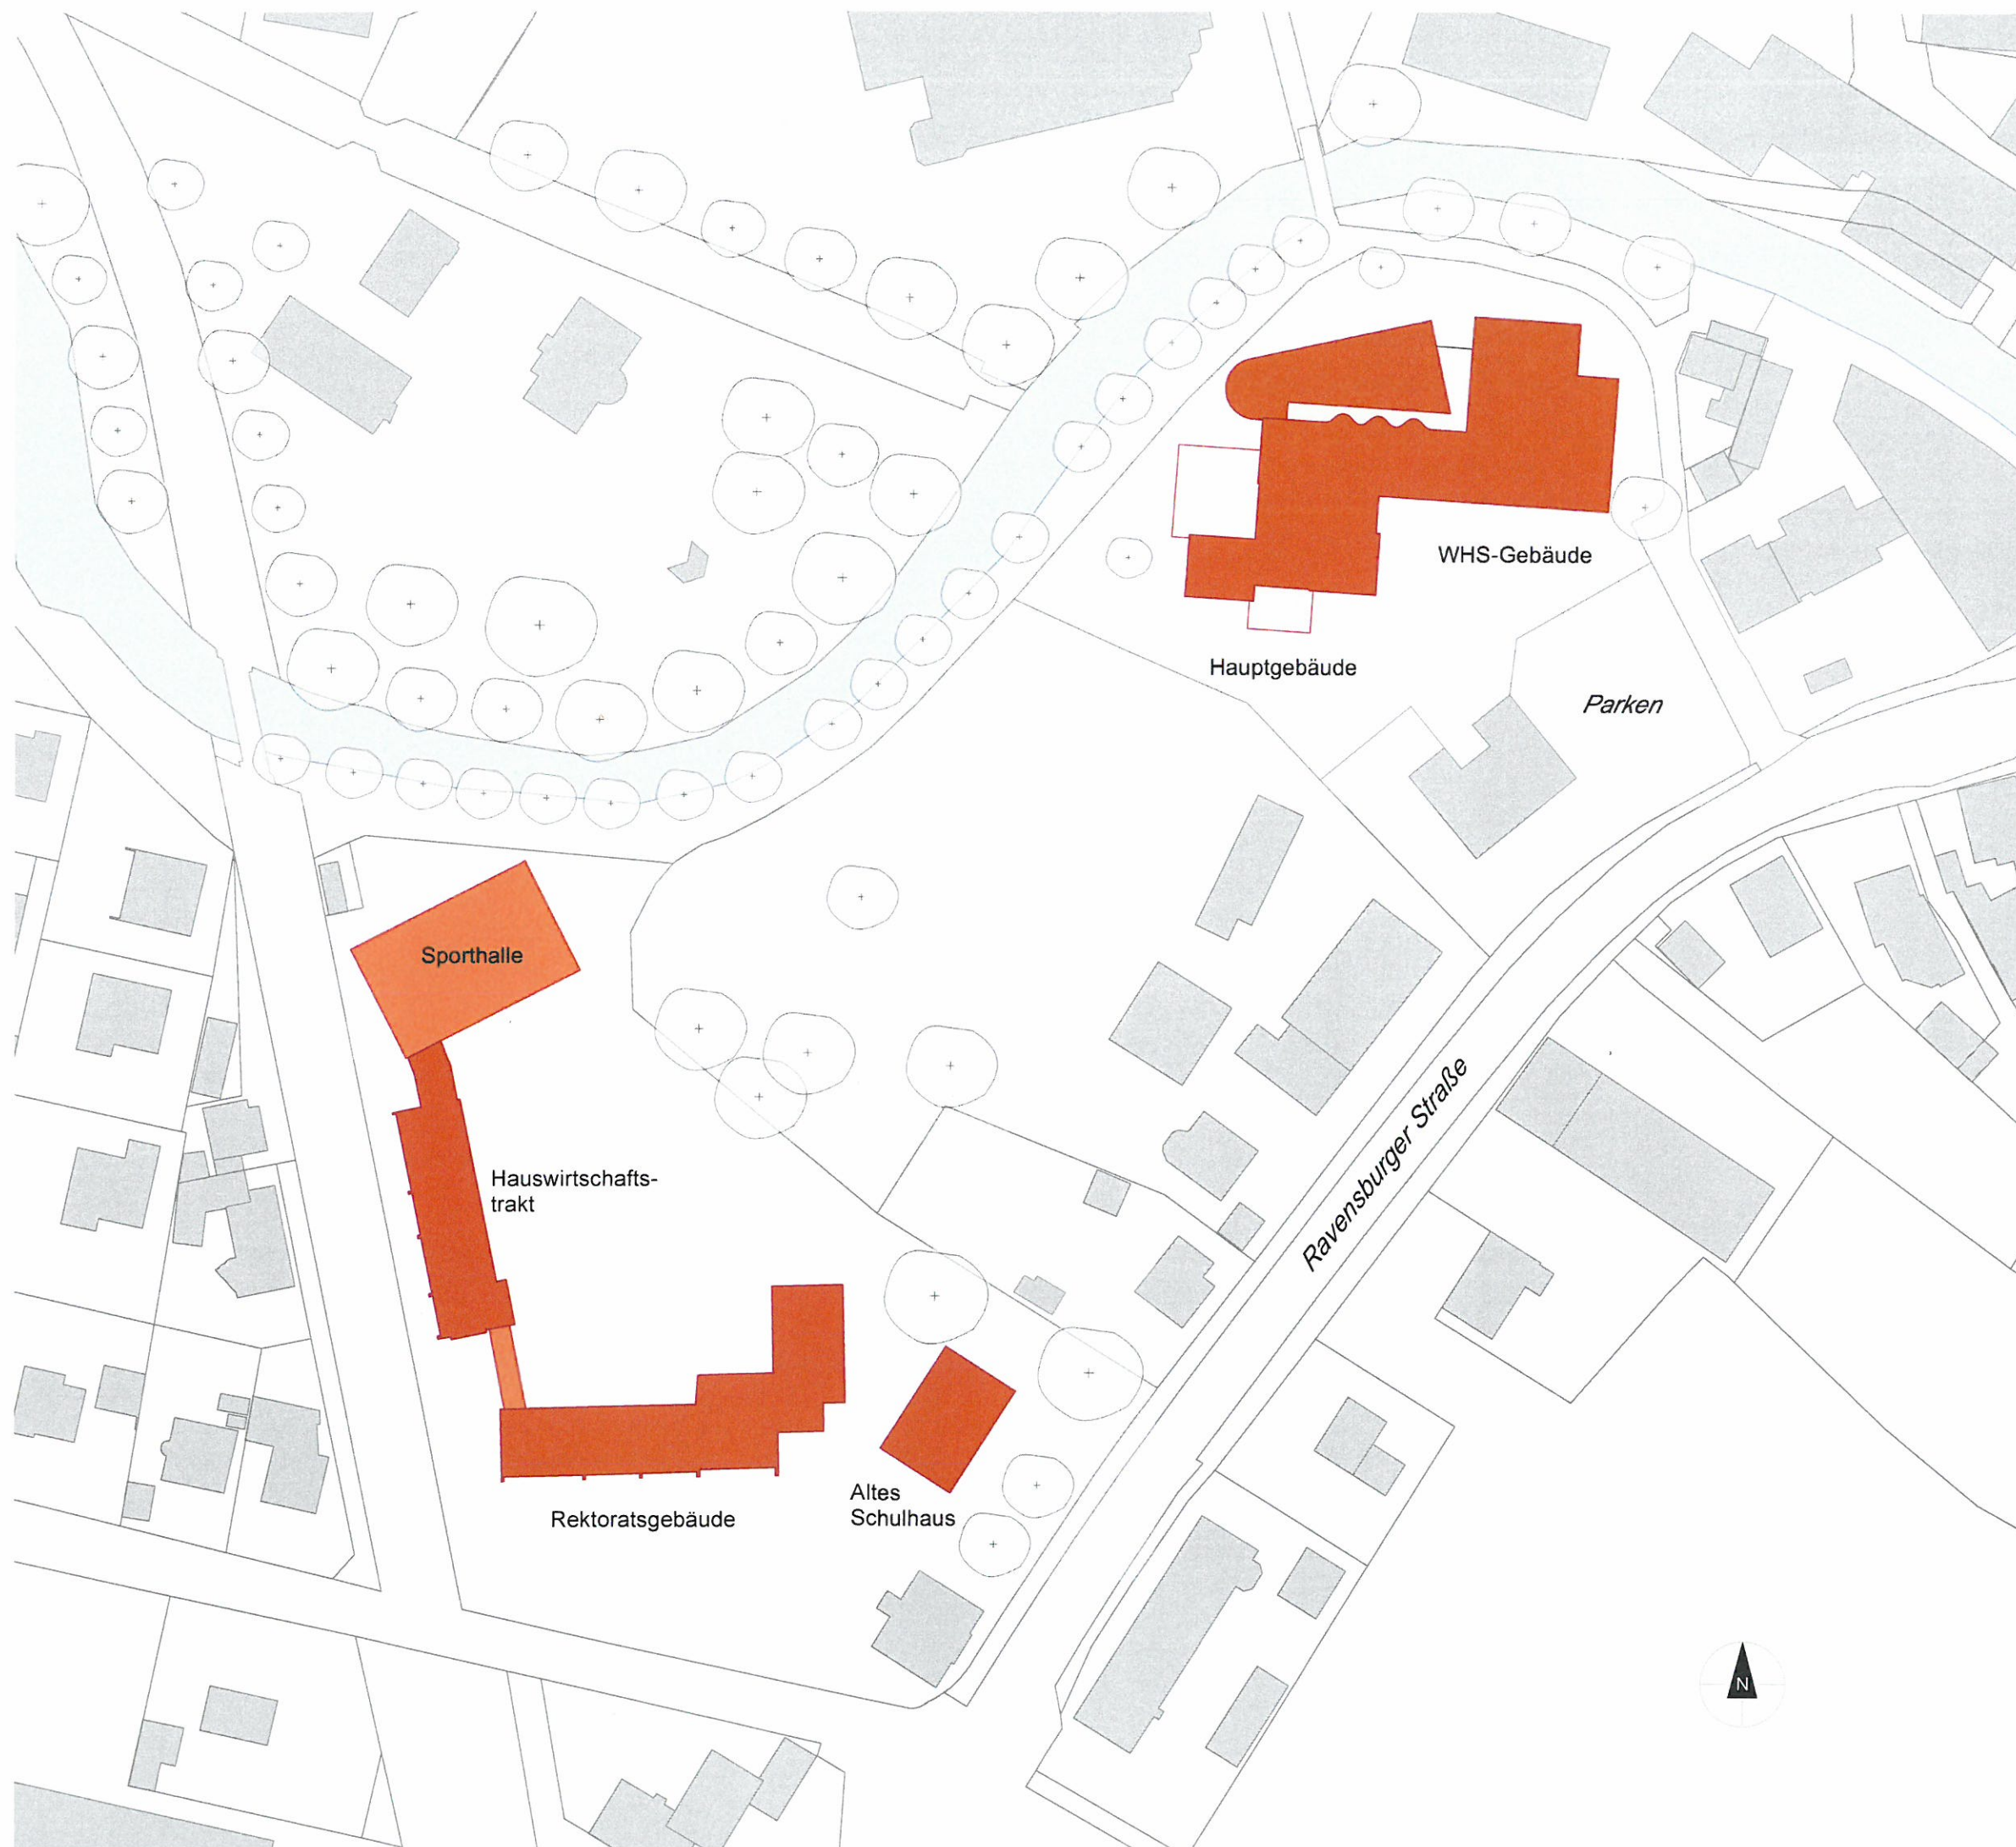 WHS-Gebäude
Hauptgebäude
Parken
Sporthalle
Ravensburger Straße
Hauswirtschafts-
trakt
Altes
Schulhaus
Rektoratsgebäude
N